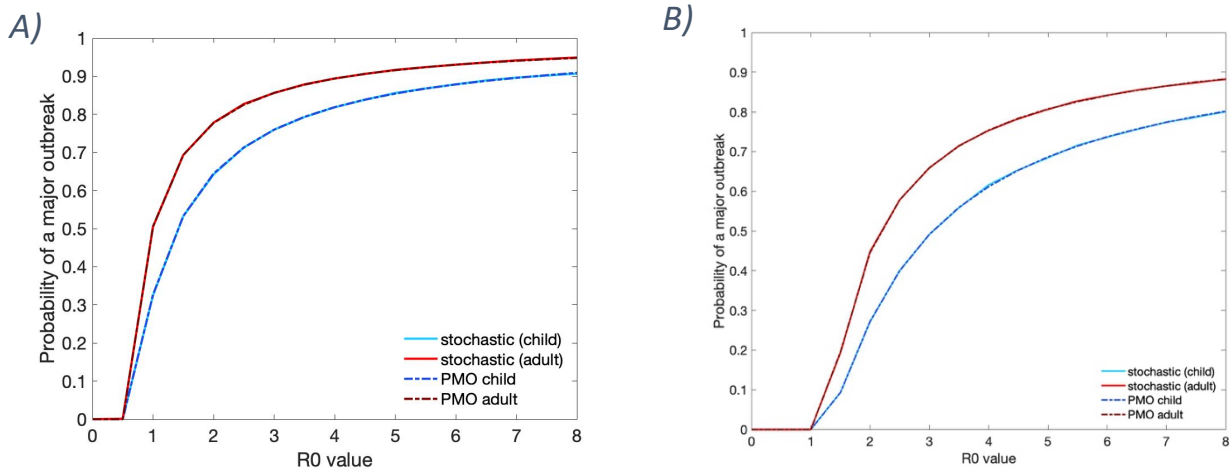 A)
1
0.9
0.8
0.7
0.6
0.5
0.4
0.3
0.2
0.1
0
Probability of a major outbreak
0 1 2 3 4 5 6 7 8
R0 value
stochastic (child)
stochastic (adult)
PMO child
PMO adult
B)
1
0.9
0.8
0.7
0.6
0.5
0.4
0.3
0.2
0.1
0
Probability of a major outbreak
0 1 2 3 4 5 6 7 8
R0 value
stochastic (child)
stochastic (adult)
PMO child
PMO adult